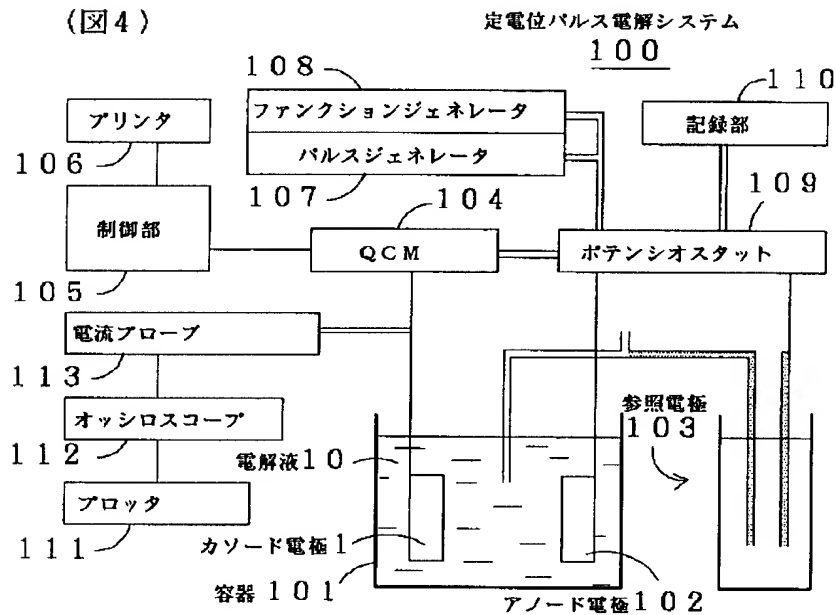 (図4)
定電位パルス電解システム
100
108
ファンクションジェネレータ
パルスジェネレータ
107
110
記録部
プリンタ
106
104
109
制御部
105
QCM
ポテンシオスタット
電流プローブ
113
オッシロスコープ
112
プロッタ
111
参照電極
103
電解液10
カソード電極1
容器101
アノード電極102